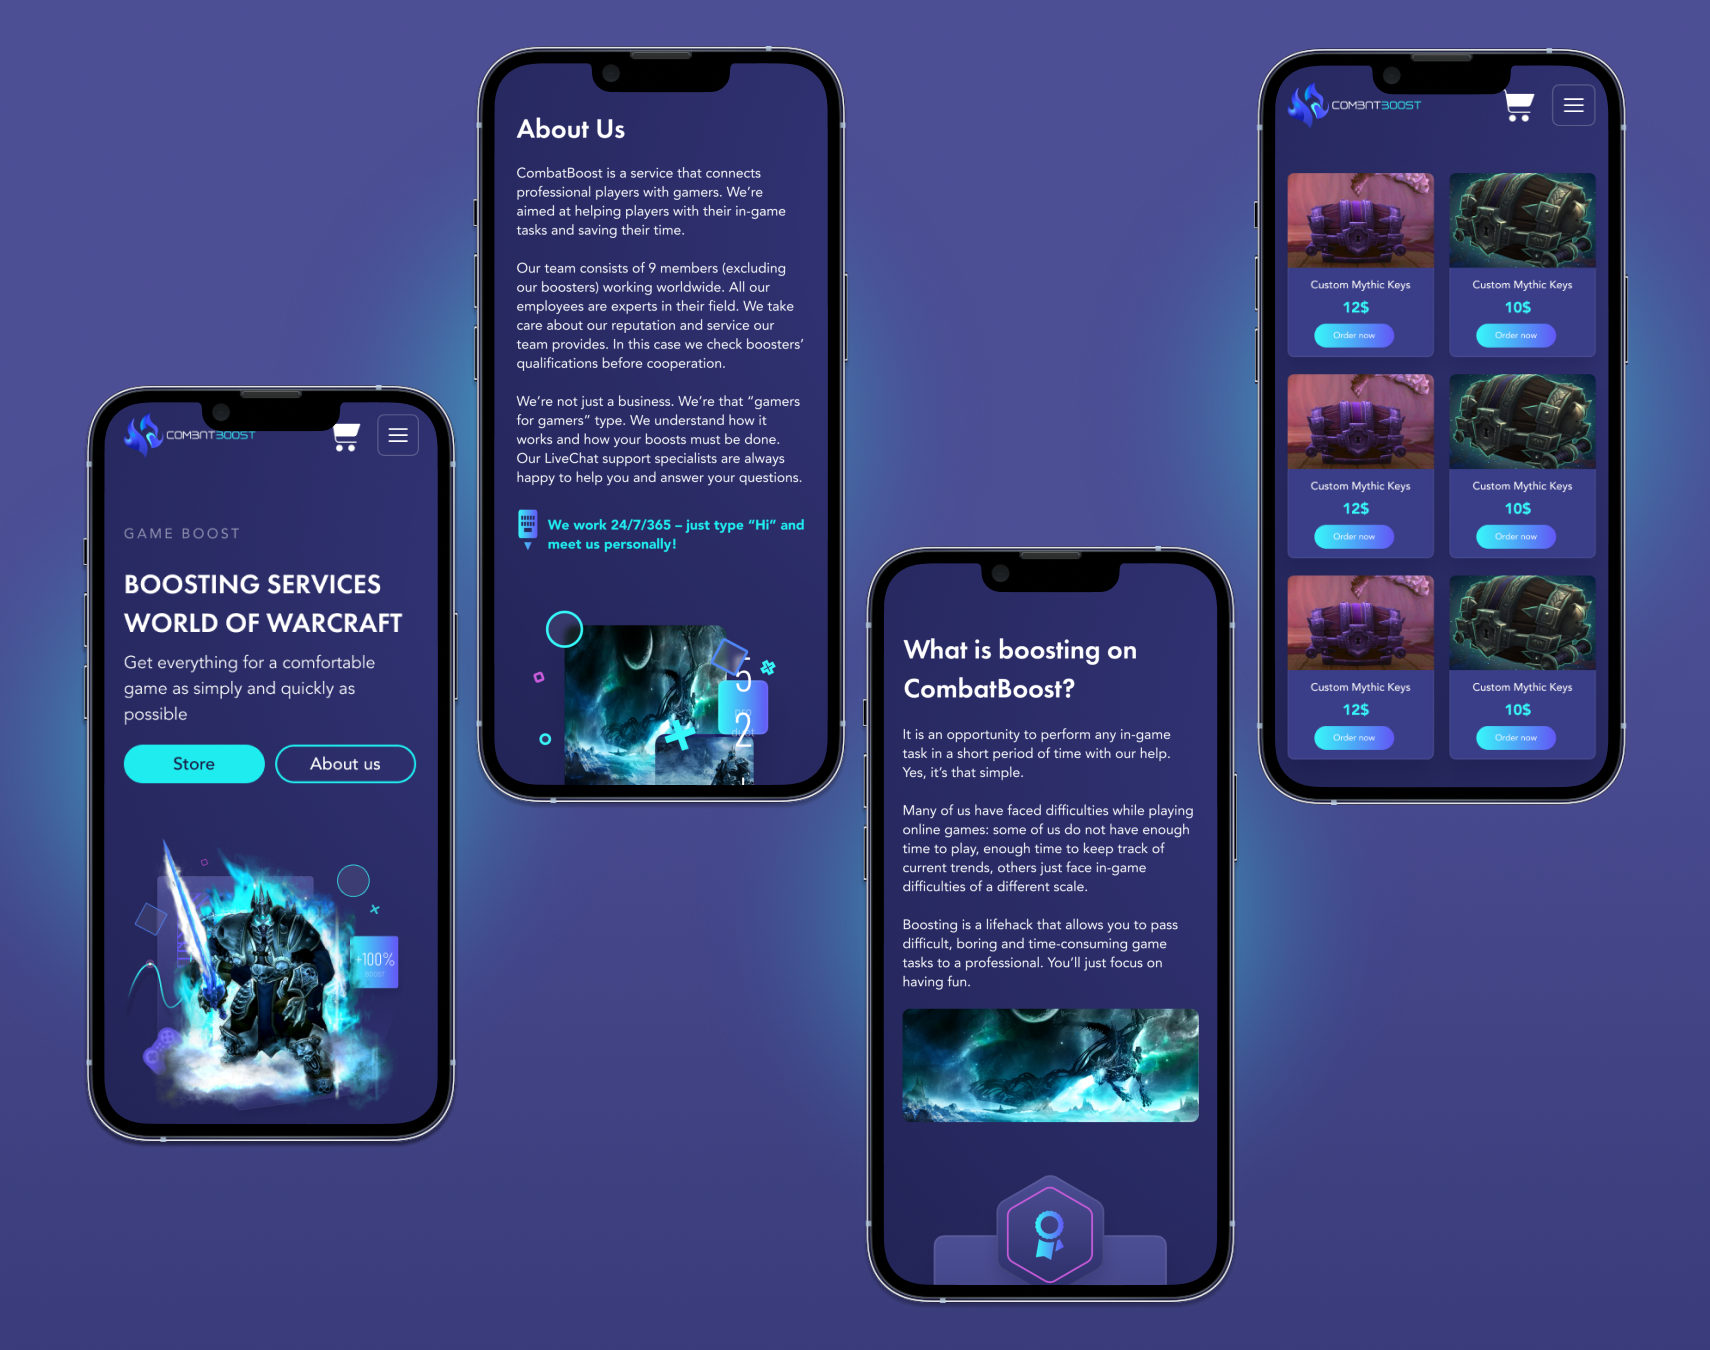 COMBATBOOST
GAME BOOST
BOOSTING SERVICES
WORLD OF WARCRAFT
Get everything for a comfortable
game as simply and quickly as
possible
Store
About us
+100%
BOOST
About Us
CombatBoost is a service that connects
professional players with gamers. We’re
aimed at helping players with their in-game
tasks and saving their time.
Our team consists of 9 members (excluding
our boosters) working worldwide. All our
employees are experts in their field. We take
care about our reputation and service our
team provides. In this case we check boosters’
qualifications before cooperation.
We’re not just a business. We’re that “gamers
for gamers” type. We understand how it
works and how your boosts must be done.
Our LiveChat support specialists are always
happy to help you and answer your questions.
We work 24/7/365 – just type “Hi” and
meet us personally!
5
2
What is boosting on
CombatBoost?
It is an opportunity to perform any in-game
task in a short period of time with our help.
Yes, it’s that simple.
Many of us have faced difficulties while playing
online games: some of us do not have enough
time to play, enough time to keep track of
current trends, others just face in-game
difficulties of a different scale.
Boosting is a lifehack that allows you to pass
difficult, boring and time-consuming game
tasks to a professional. You’ll just focus on
having fun.
COMBATBOOST
Custom Mythic Keys
12$
Order now
Custom Mythic Keys
10$
Order now
Custom Mythic Keys
12$
Order now
Custom Mythic Keys
10$
Order now
Custom Mythic Keys
12$
Order now
Custom Mythic Keys
10$
Order now